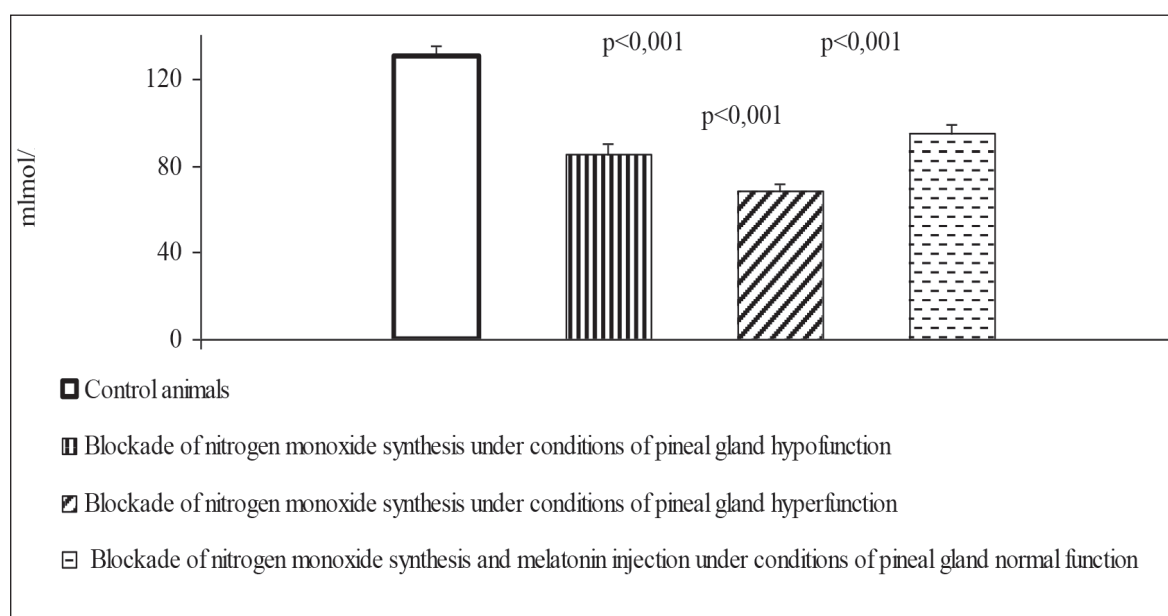 p<0,001 p<0,001
120
p<0,001
80
mlmol/
40
0
Control animals
Blockade of nitrogen monoxide synthesis under conditions of pineal gland hypofunction
Blockade of nitrogen monoxide synthesis under conditions of pineal gland hyperfunction
Blockade of nitrogen monoxide synthesis and melatonin injection under conditions of pineal gland normal function